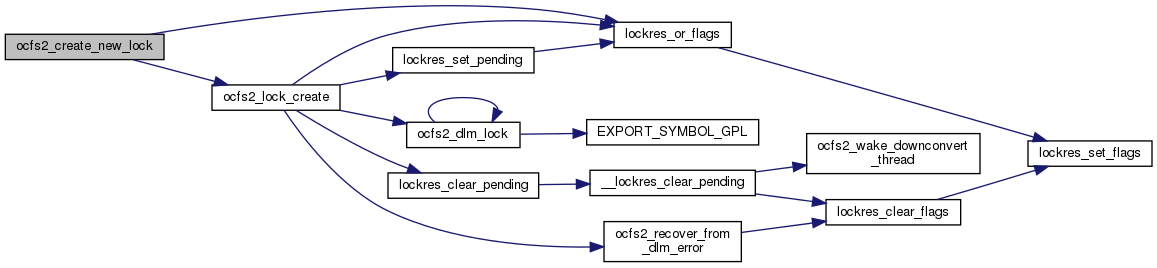 ocfs2_create_new_lock
lockres_or_flags
lockres_set_pending
ocfs2_lock_create
ocfs2_dlm_lock
EXPORT_SYMBOL_GPL
ocfs2_wake_downconvert
_thread
lockres_set_flags
lockres_clear_pending
__lockres_clear_pending
lockres_clear_flags
ocfs2_recover_from
_dlm_error